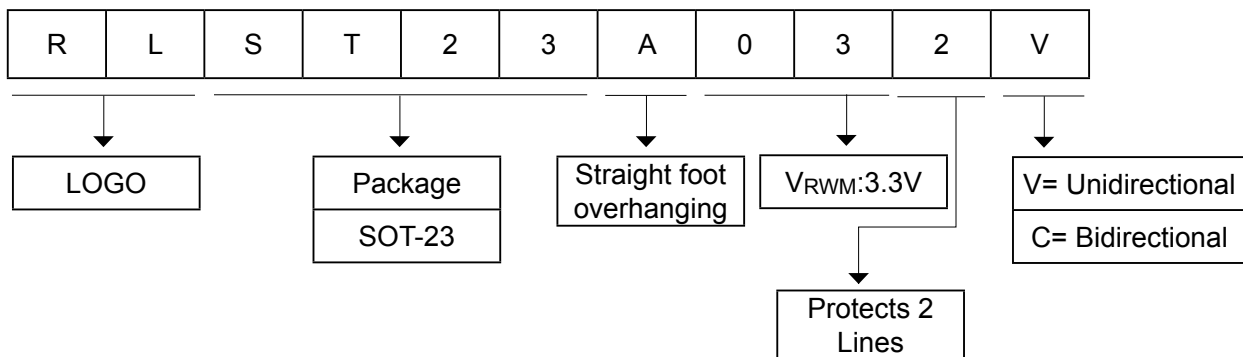 R L S T 2 3 A 0 3 2 V
LOGO
Package
SOT-23
Straight foot
overhanging
VRWM:3.3V
V= Unidirectional
C= Bidirectional
Protects 2
Lines